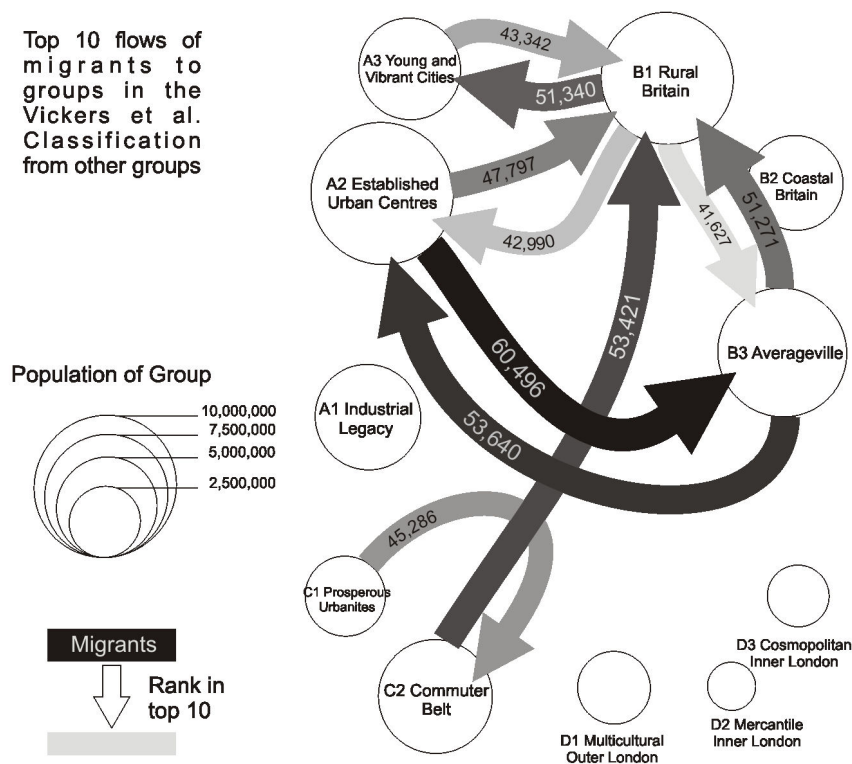 Top 10 flows of
migrants to
groups in the
Vickers et al.
Classification
from other groups
43,342
A3 Young and
Vibrant Cities
B1 Rural
Britain
51,340
A2 Established
Urban Centres
47,797
42,990
B2 Coastal
Britain
41,627
51,271
53,421
B3 Averageville
60,496
A1 Industrial
Legacy
53,640
Population of Group
10,000,000
7,500,000
5,000,000
2,500,000
45,286
C1 Prosperous
Urbanites
C2 Commuter
Belt
D3 Cosmopolitan
Inner London
D2 Mercantile
Inner London
D1 Multicultural
Outer London
Migrants
Rank in
top 10